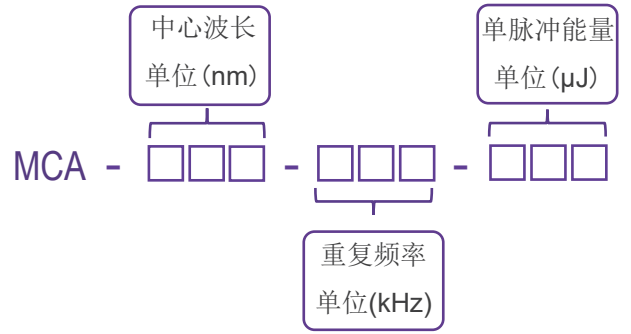 中心波长
单位(nm)
单脉冲能量
单位(μJ)
MCA - □□□ - □□□ - □□□
重复频率
单位(kHz)